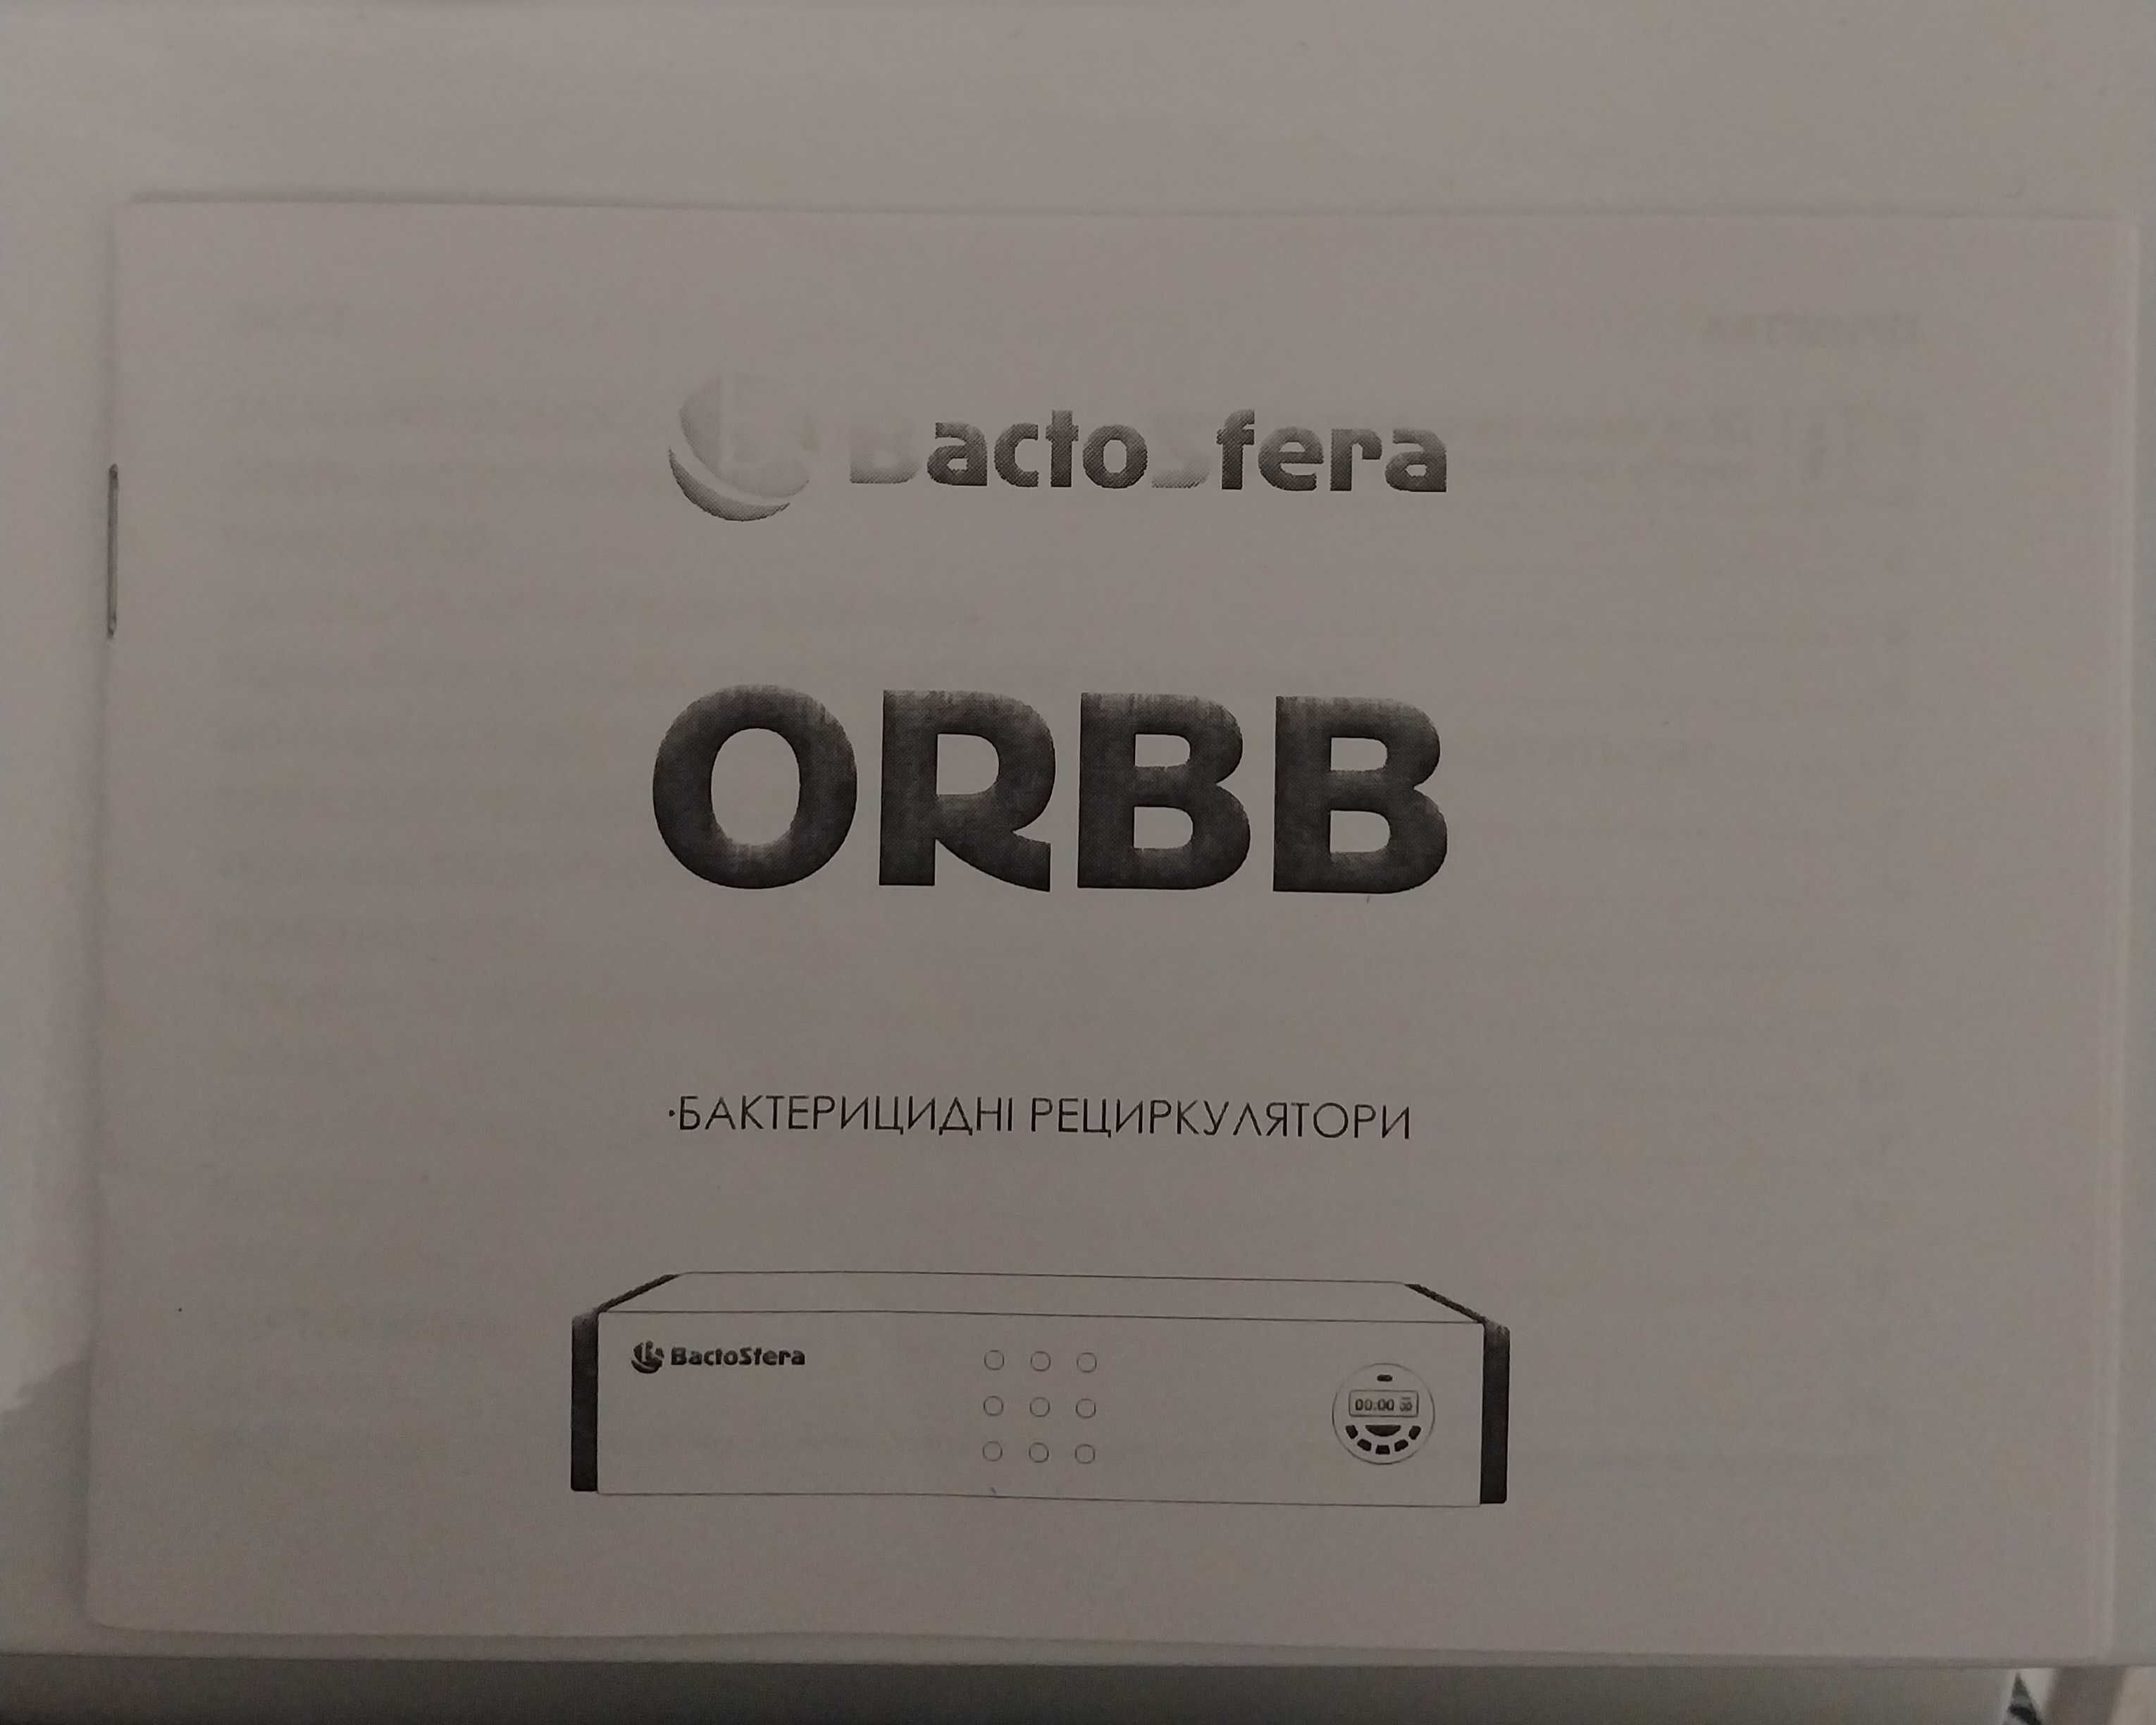 BactoSfera
ORBB
·БАКТЕРИЦИДНІ РЕЦИРКУЛЯТОРИ
BactoSfera
00:00